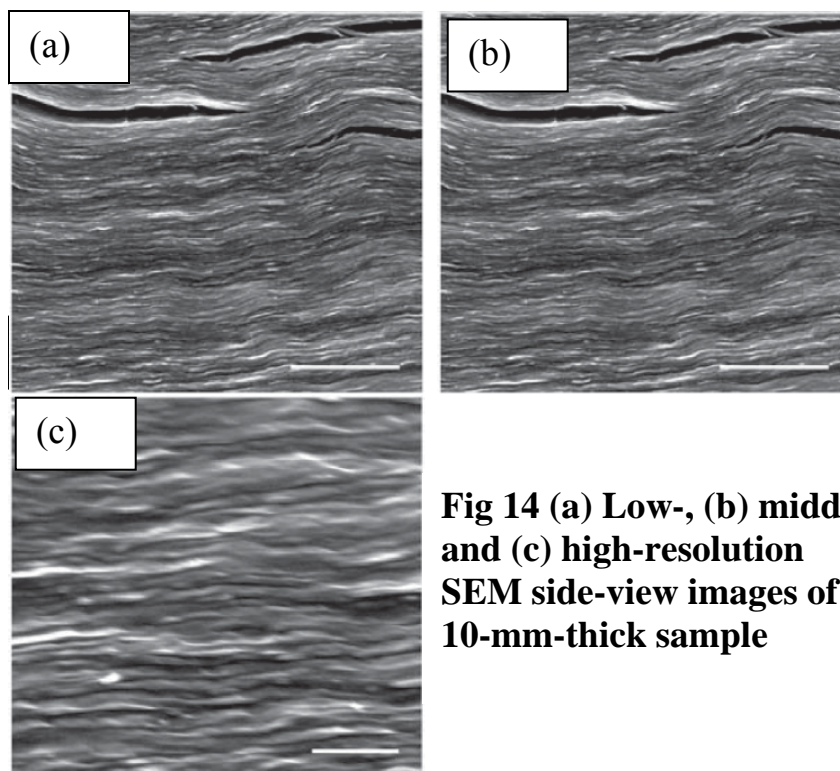 (a)
(b)
(c)
Fig 14 (a) Low-, (b) midd
and (c) high-resolution
SEM side-view images of
10-mm-thick sample